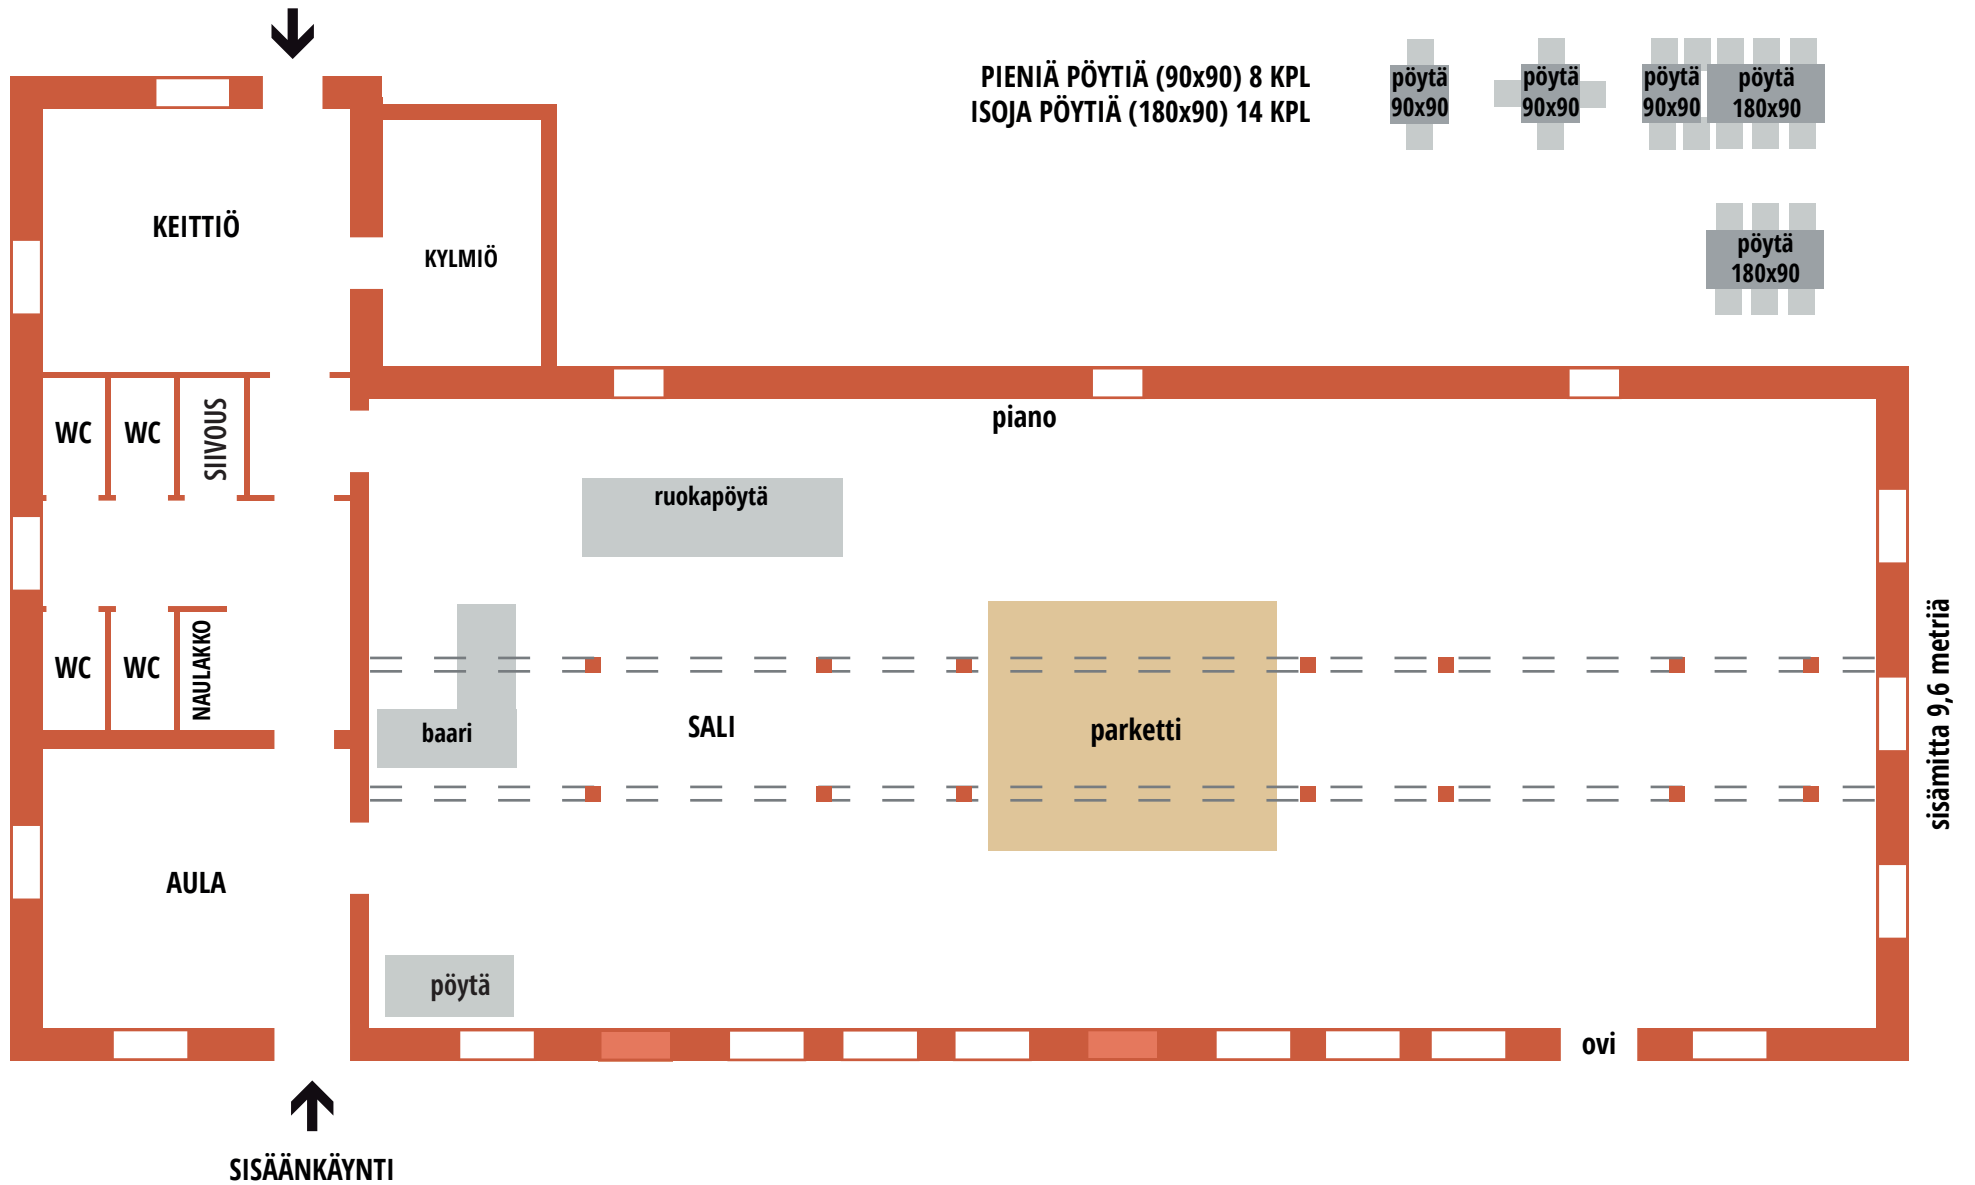 PIENIÄ PÖYTIÄ (90x90) 8 KPL
ISOJA PÖYTIÄ (180x90) 14 KPL
pöytä
90x90
pöytä
90x90
pöytä
90x90
pöytä
180x90
pöytä
180x90
KEITTIÖ
KYLMIÖ
WC
WC
SIIVOUS
piano
ruokapöytä
WC
WC
NAULAKKO
baari
SALI
parketti
sisämitta 9,6 metriä
AULA
pöytä
ovi
SISÄÄNKÄYNTI